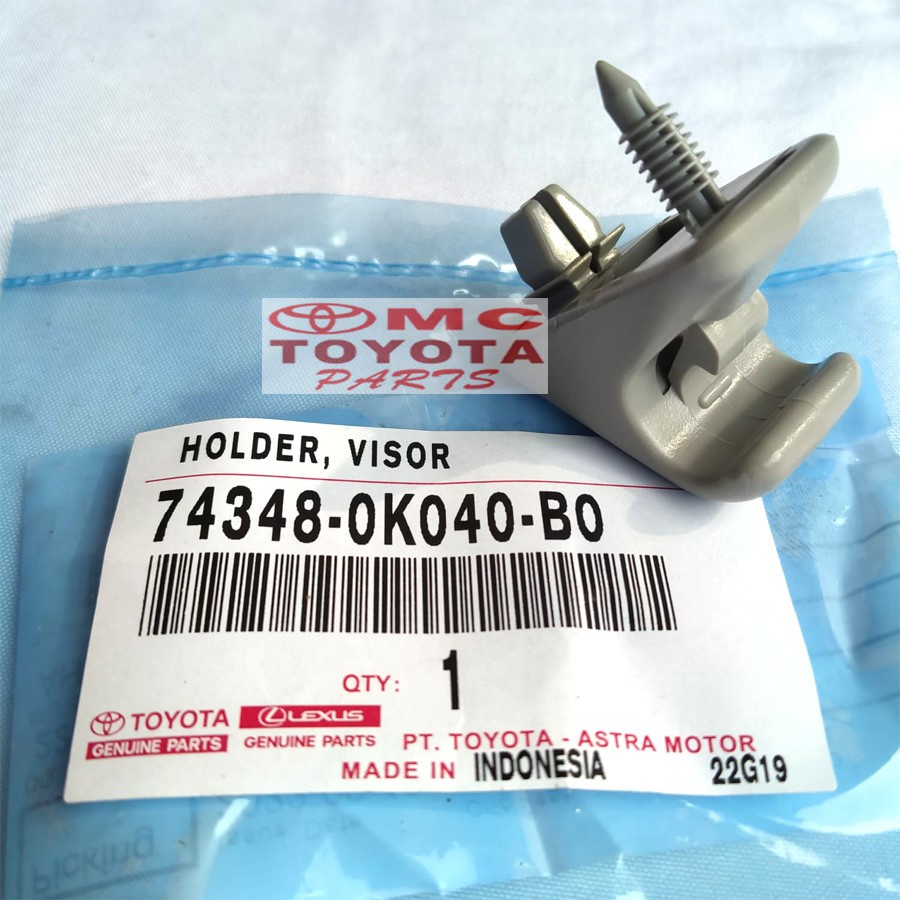 MC
TOYOTA
PARTS
HOLDER, VISOR
74348-0K040-B0
QTY: 1
TOYOTA
GENUINE PARTS
LEXUS
GENUINE PARTS
PT. TOYOTA - ASTRA MOTOR
MADE IN INDONESIA 22G19
Picking